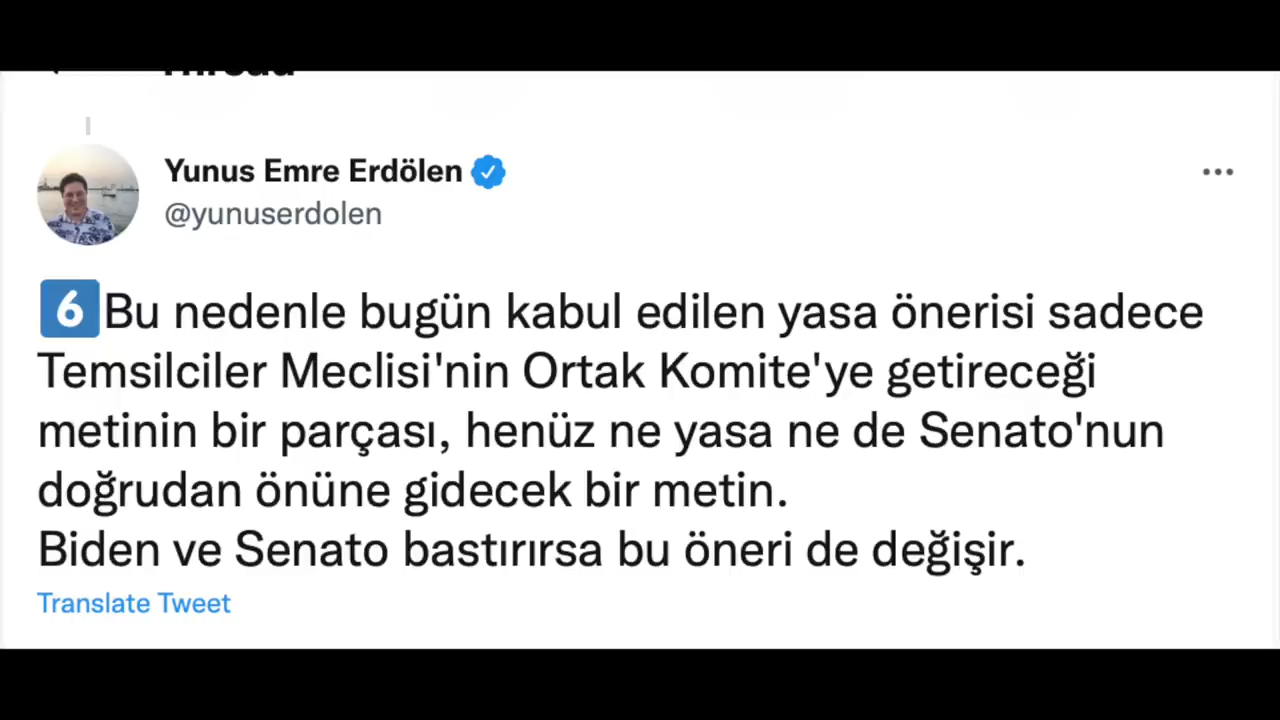 Thread
Yunus Emre Erdölen
@yunuserdolen
6 Bu nedenle bugün kabul edilen yasa önerisi sadece
Temsilciler Meclisi'nin Ortak Komite'ye getireceği
metinin bir parçası, henüz ne yasa ne de Senato'nun
doğrudan önüne gidecek bir metin.
Biden ve Senato bastırırsa bu öneri de değişir.
Translate Tweet